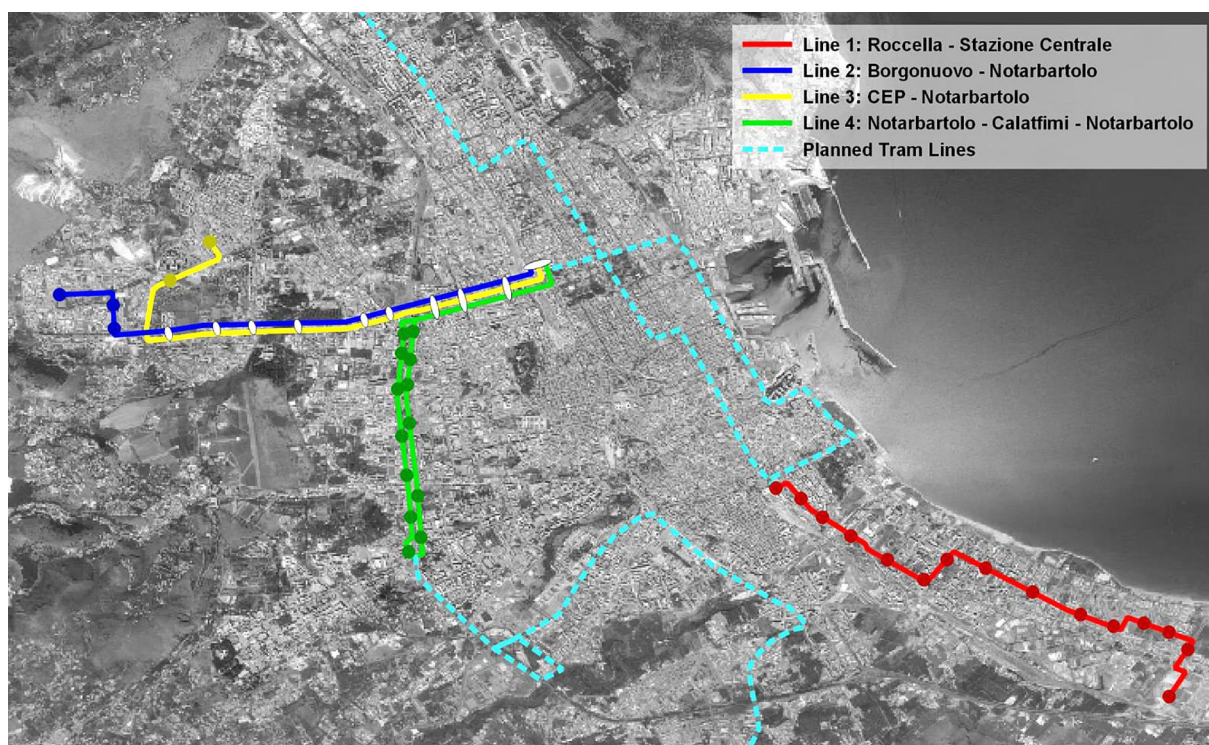 Line 1: Roccella - Stazione Centrale
Line 2: Borgonuovo - Notarbartolo
Line 3: CEP - Notarbartolo
Line 4: Notarbartolo - Calatfimi - Notarbartolo
Planned Tram Lines